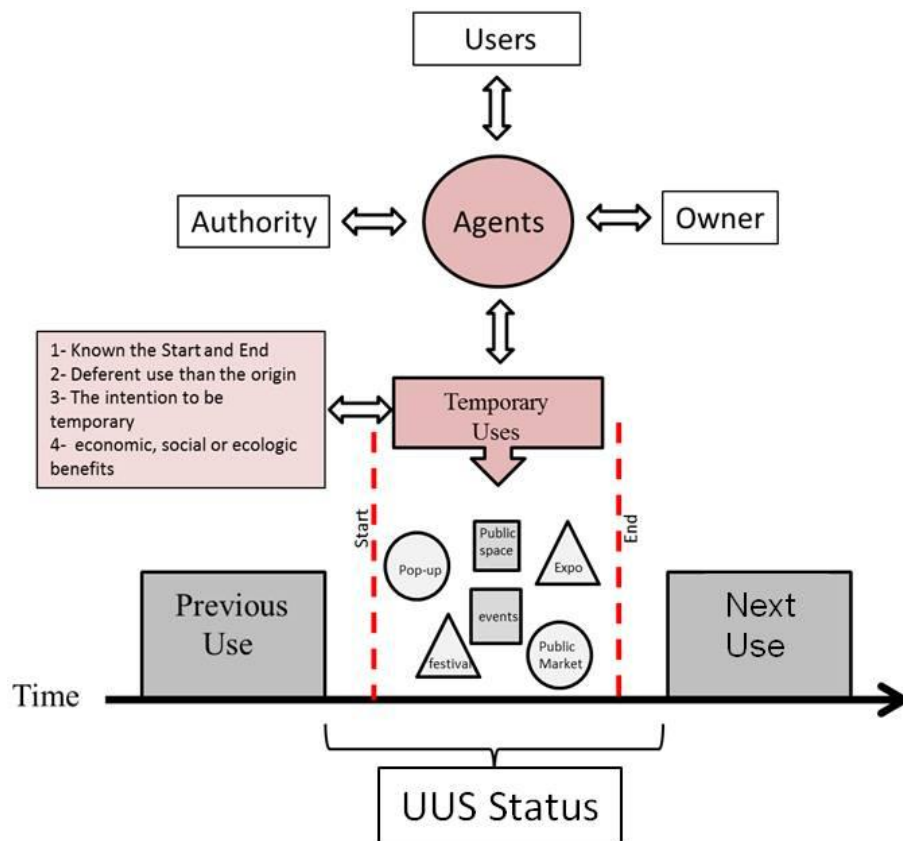 Users
Authority
Agents
Owner
1- Known the Start and End
2- Deferent use than the origin
3- The intention to be
temporary
4- economic, social or ecologic
benefits
Temporary
Uses
Start
End
Pop-up
Public
space
Expo
events
festival
Public
Market
Previous
Use
Next
Use
Time
UUS Status